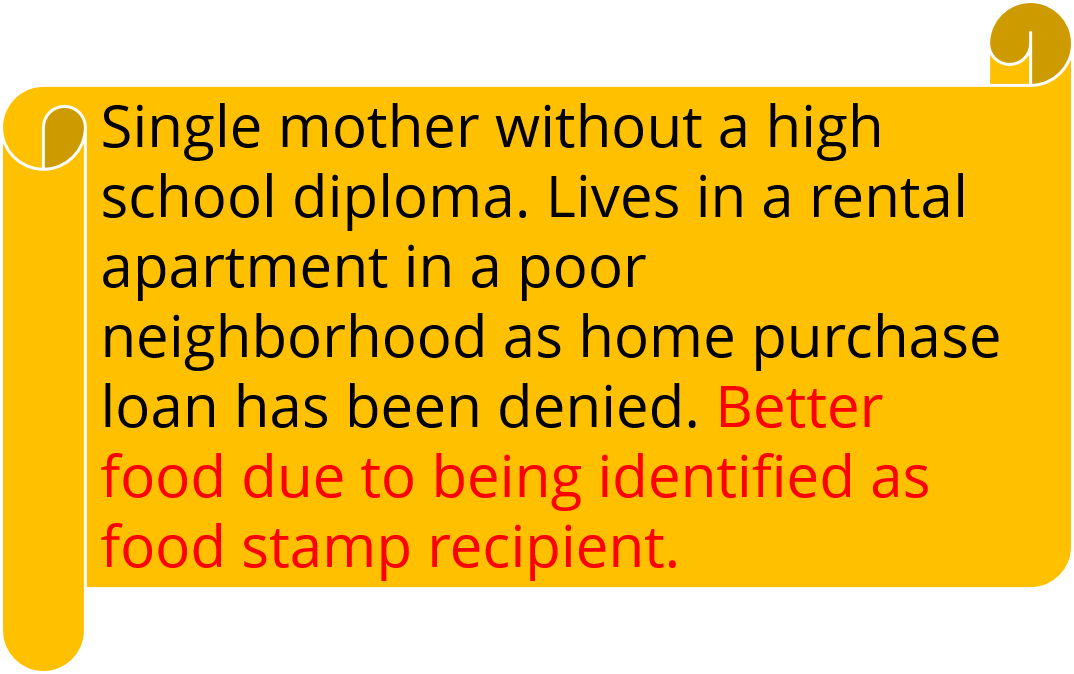 Single mother without a high
school diploma. Lives in a rental
apartment in a poor
neighborhood as home purchase
loan has been denied. Better
food due to being identified as
food stamp recipient.